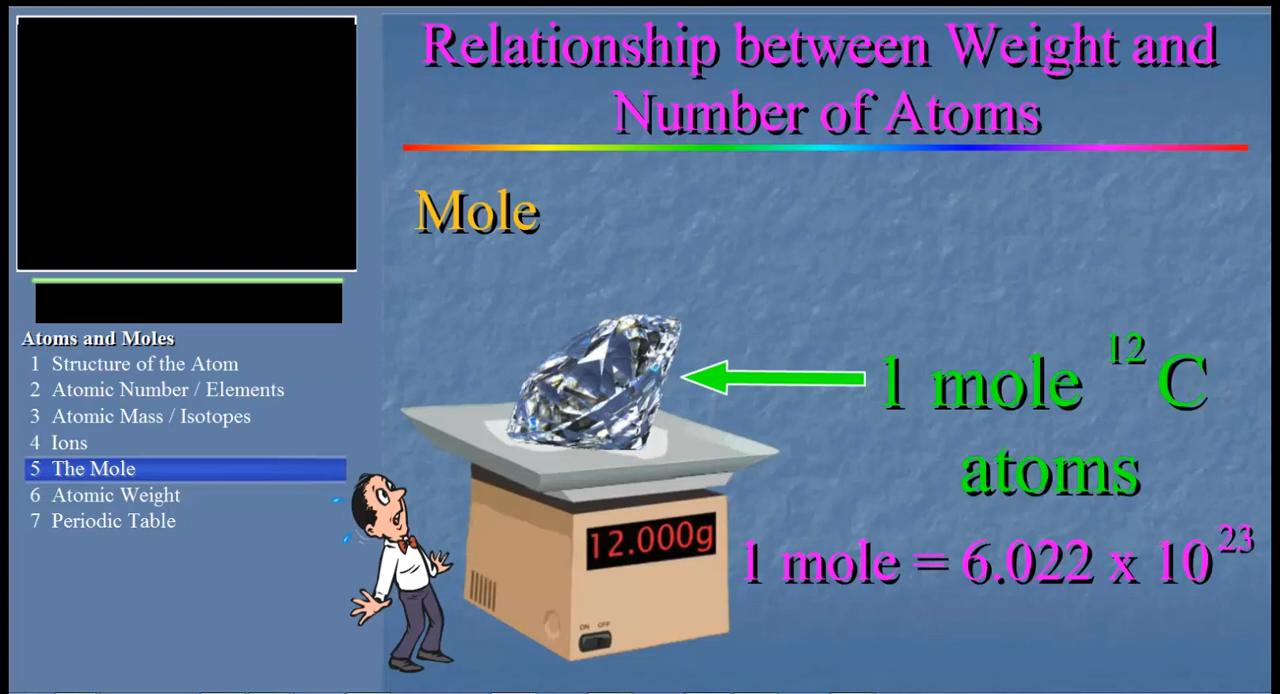 Relationship between Weight and
Number of Atoms
Mole
Atoms and Moles
1 Structure of the Atom
2 Atomic Number / Elements
3 Atomic Mass / Isotopes
4 Ions
5 The Mole
6 Atomic Weight
7 Periodic Table
1 mole ¹²C
atoms
12.000g
1 mole = 6.022 x 10²³
ON OFF